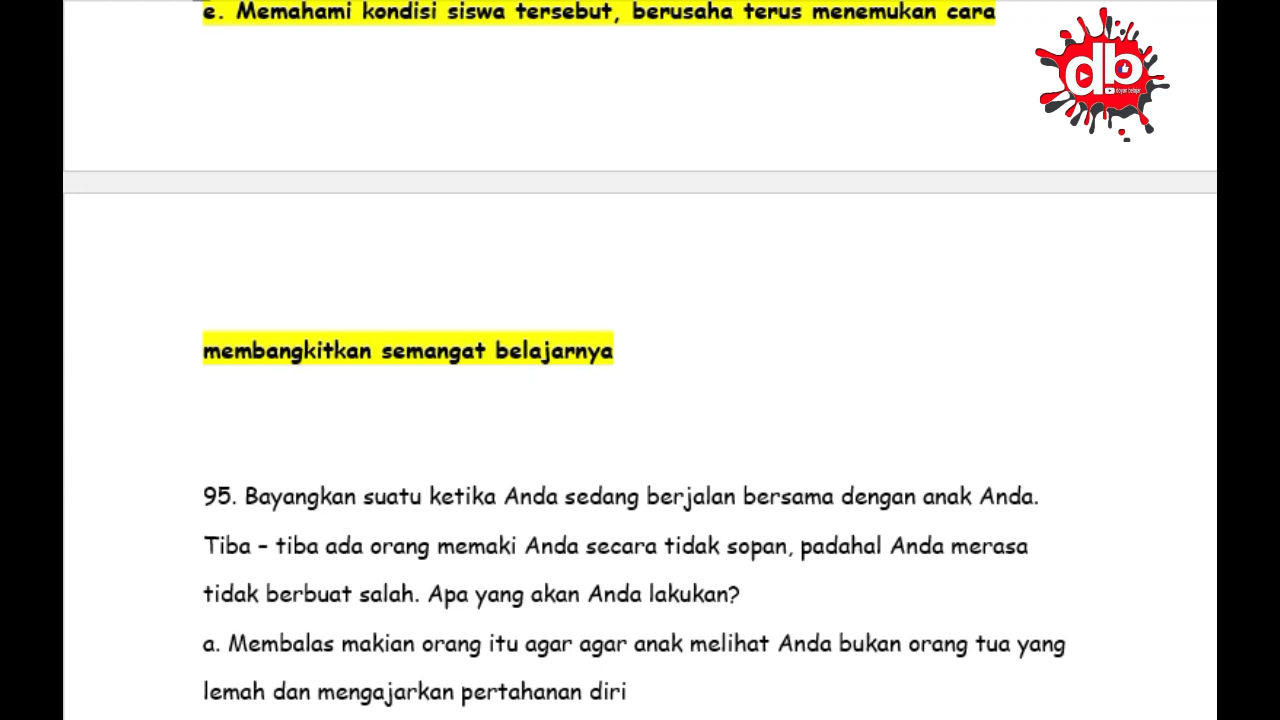 e. Memahami kondisi siswa tersebut, berusaha terus menemukan cara
db
doyan belajar
membangkitkan semangat belajarnya
95. Bayangkan suatu ketika Anda sedang berjalan bersama dengan anak Anda.
Tiba – tiba ada orang memaki Anda secara tidak sopan, padahal Anda merasa
tidak berbuat salah. Apa yang akan Anda lakukan?
a. Membalas makian orang itu agar agar anak melihat Anda bukan orang tua yang
lemah dan mengajarkan pertahanan diri